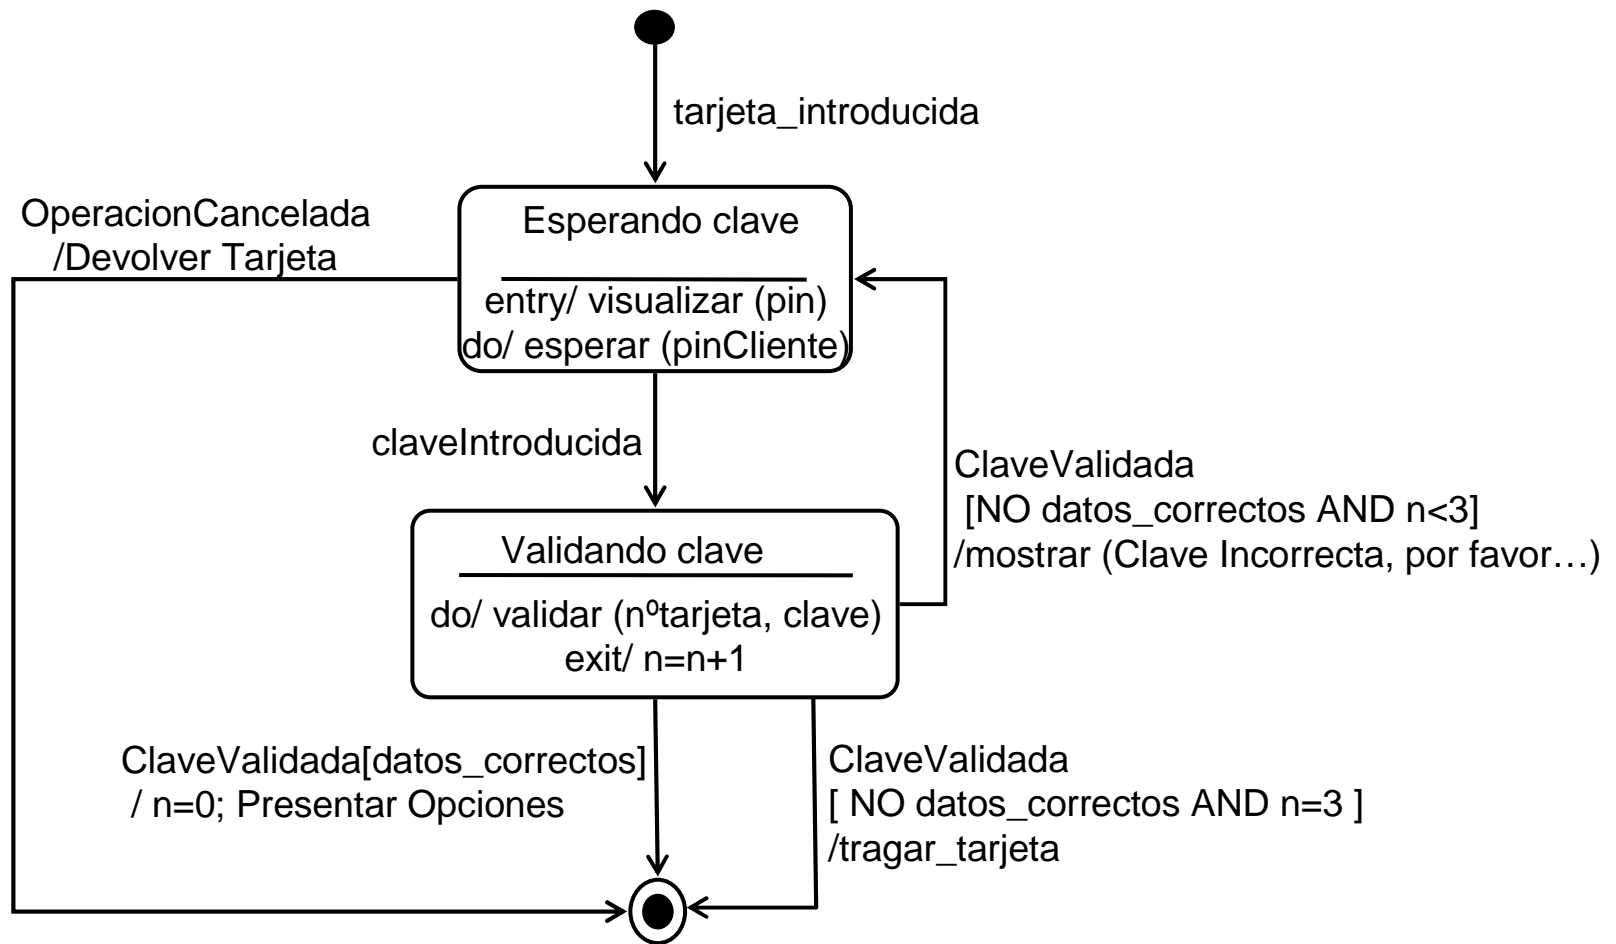 tarjeta_introducida
OperacionCancelada
/Devolver Tarjeta
Esperando clave
entry/ visualizar (pin)
do/ esperar (pinCliente)
claveIntroducida
ClaveValidada
[NO datos_correctos AND n<3]
/mostrar (Clave Incorrecta, por favor…)
Validando clave
do/ validar (nºtarjeta, clave)
exit/ n=n+1
ClaveValidada[datos_correctos]
/ n=0; Presentar Opciones
ClaveValidada
[ NO datos_correctos AND n=3 ]
/tragar_tarjeta